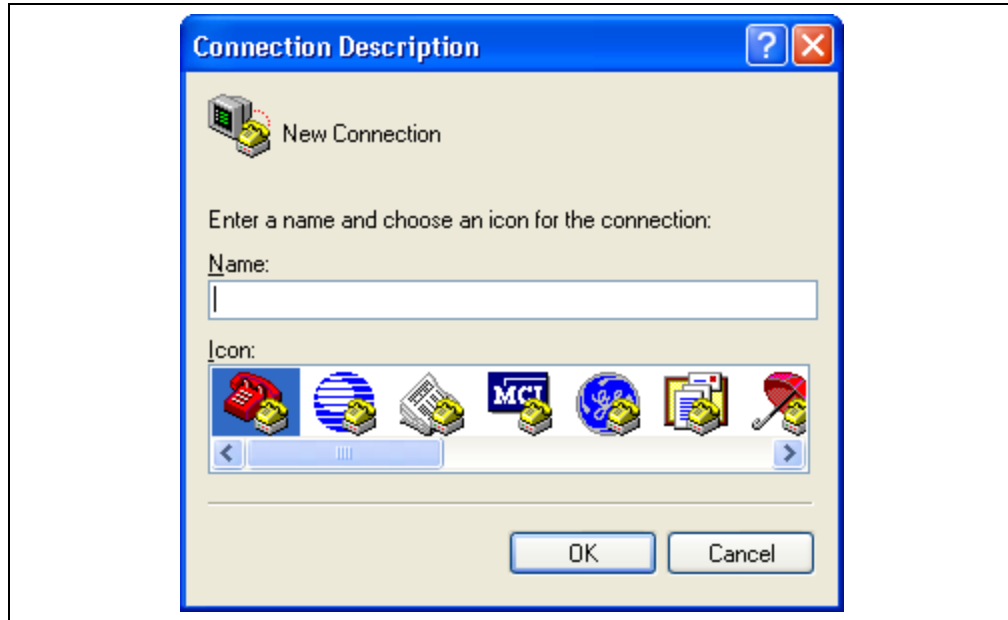 Connection Description
New Connection
Enter a name and choose an icon for the connection:
Name:
Icon:
MCI
OK Cancel